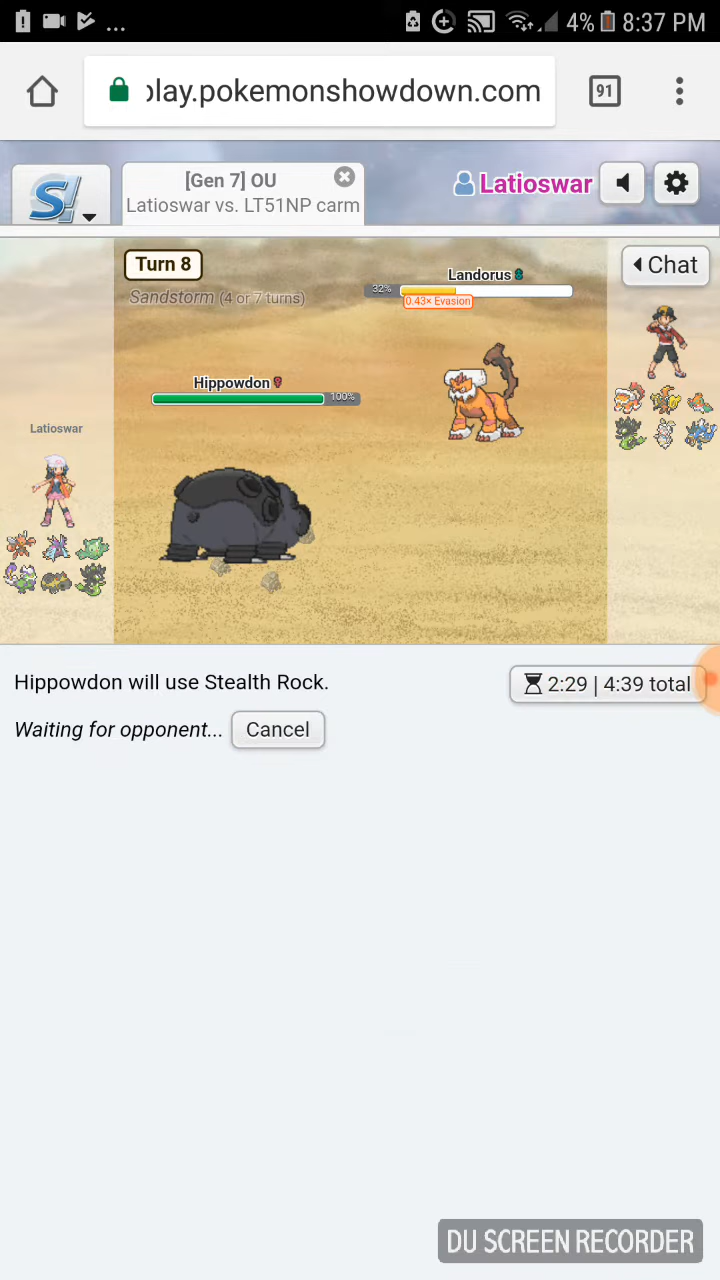 4% 8:37 PM
play.pokemonshowdown.com
91
[Gen 7] OU
Latioswar vs. LT51NP carm
Latioswar
Turn 8
Sandstorm (4 or 7 turns)
Landorus
32%
0.43× Evasion
Chat
Hippowdon
100%
Latioswar
Hippowdon will use Stealth Rock.
2:29 | 4:39 total
Waiting for opponent... Cancel
DU SCREEN RECORDER